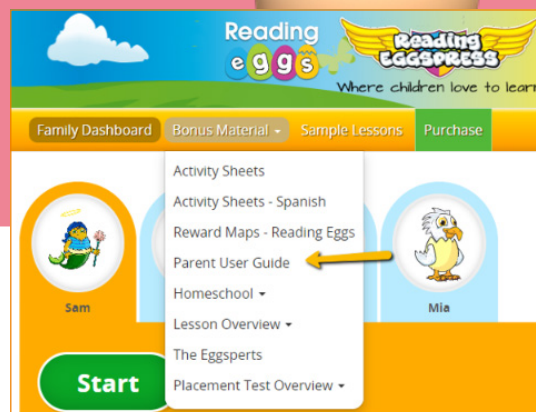 Reading Reading
eggs EGGSPRESS
Where children love to learn
Family Dashboard Bonus Material Sample Lessons Purchase
Activity Sheets
Activity Sheets - Spanish
Reward Maps - Reading Eggs
Parent User Guide
Homeschool
Lesson Overview
The Eggsperts
Placement Test Overview
Sam Mia
Start